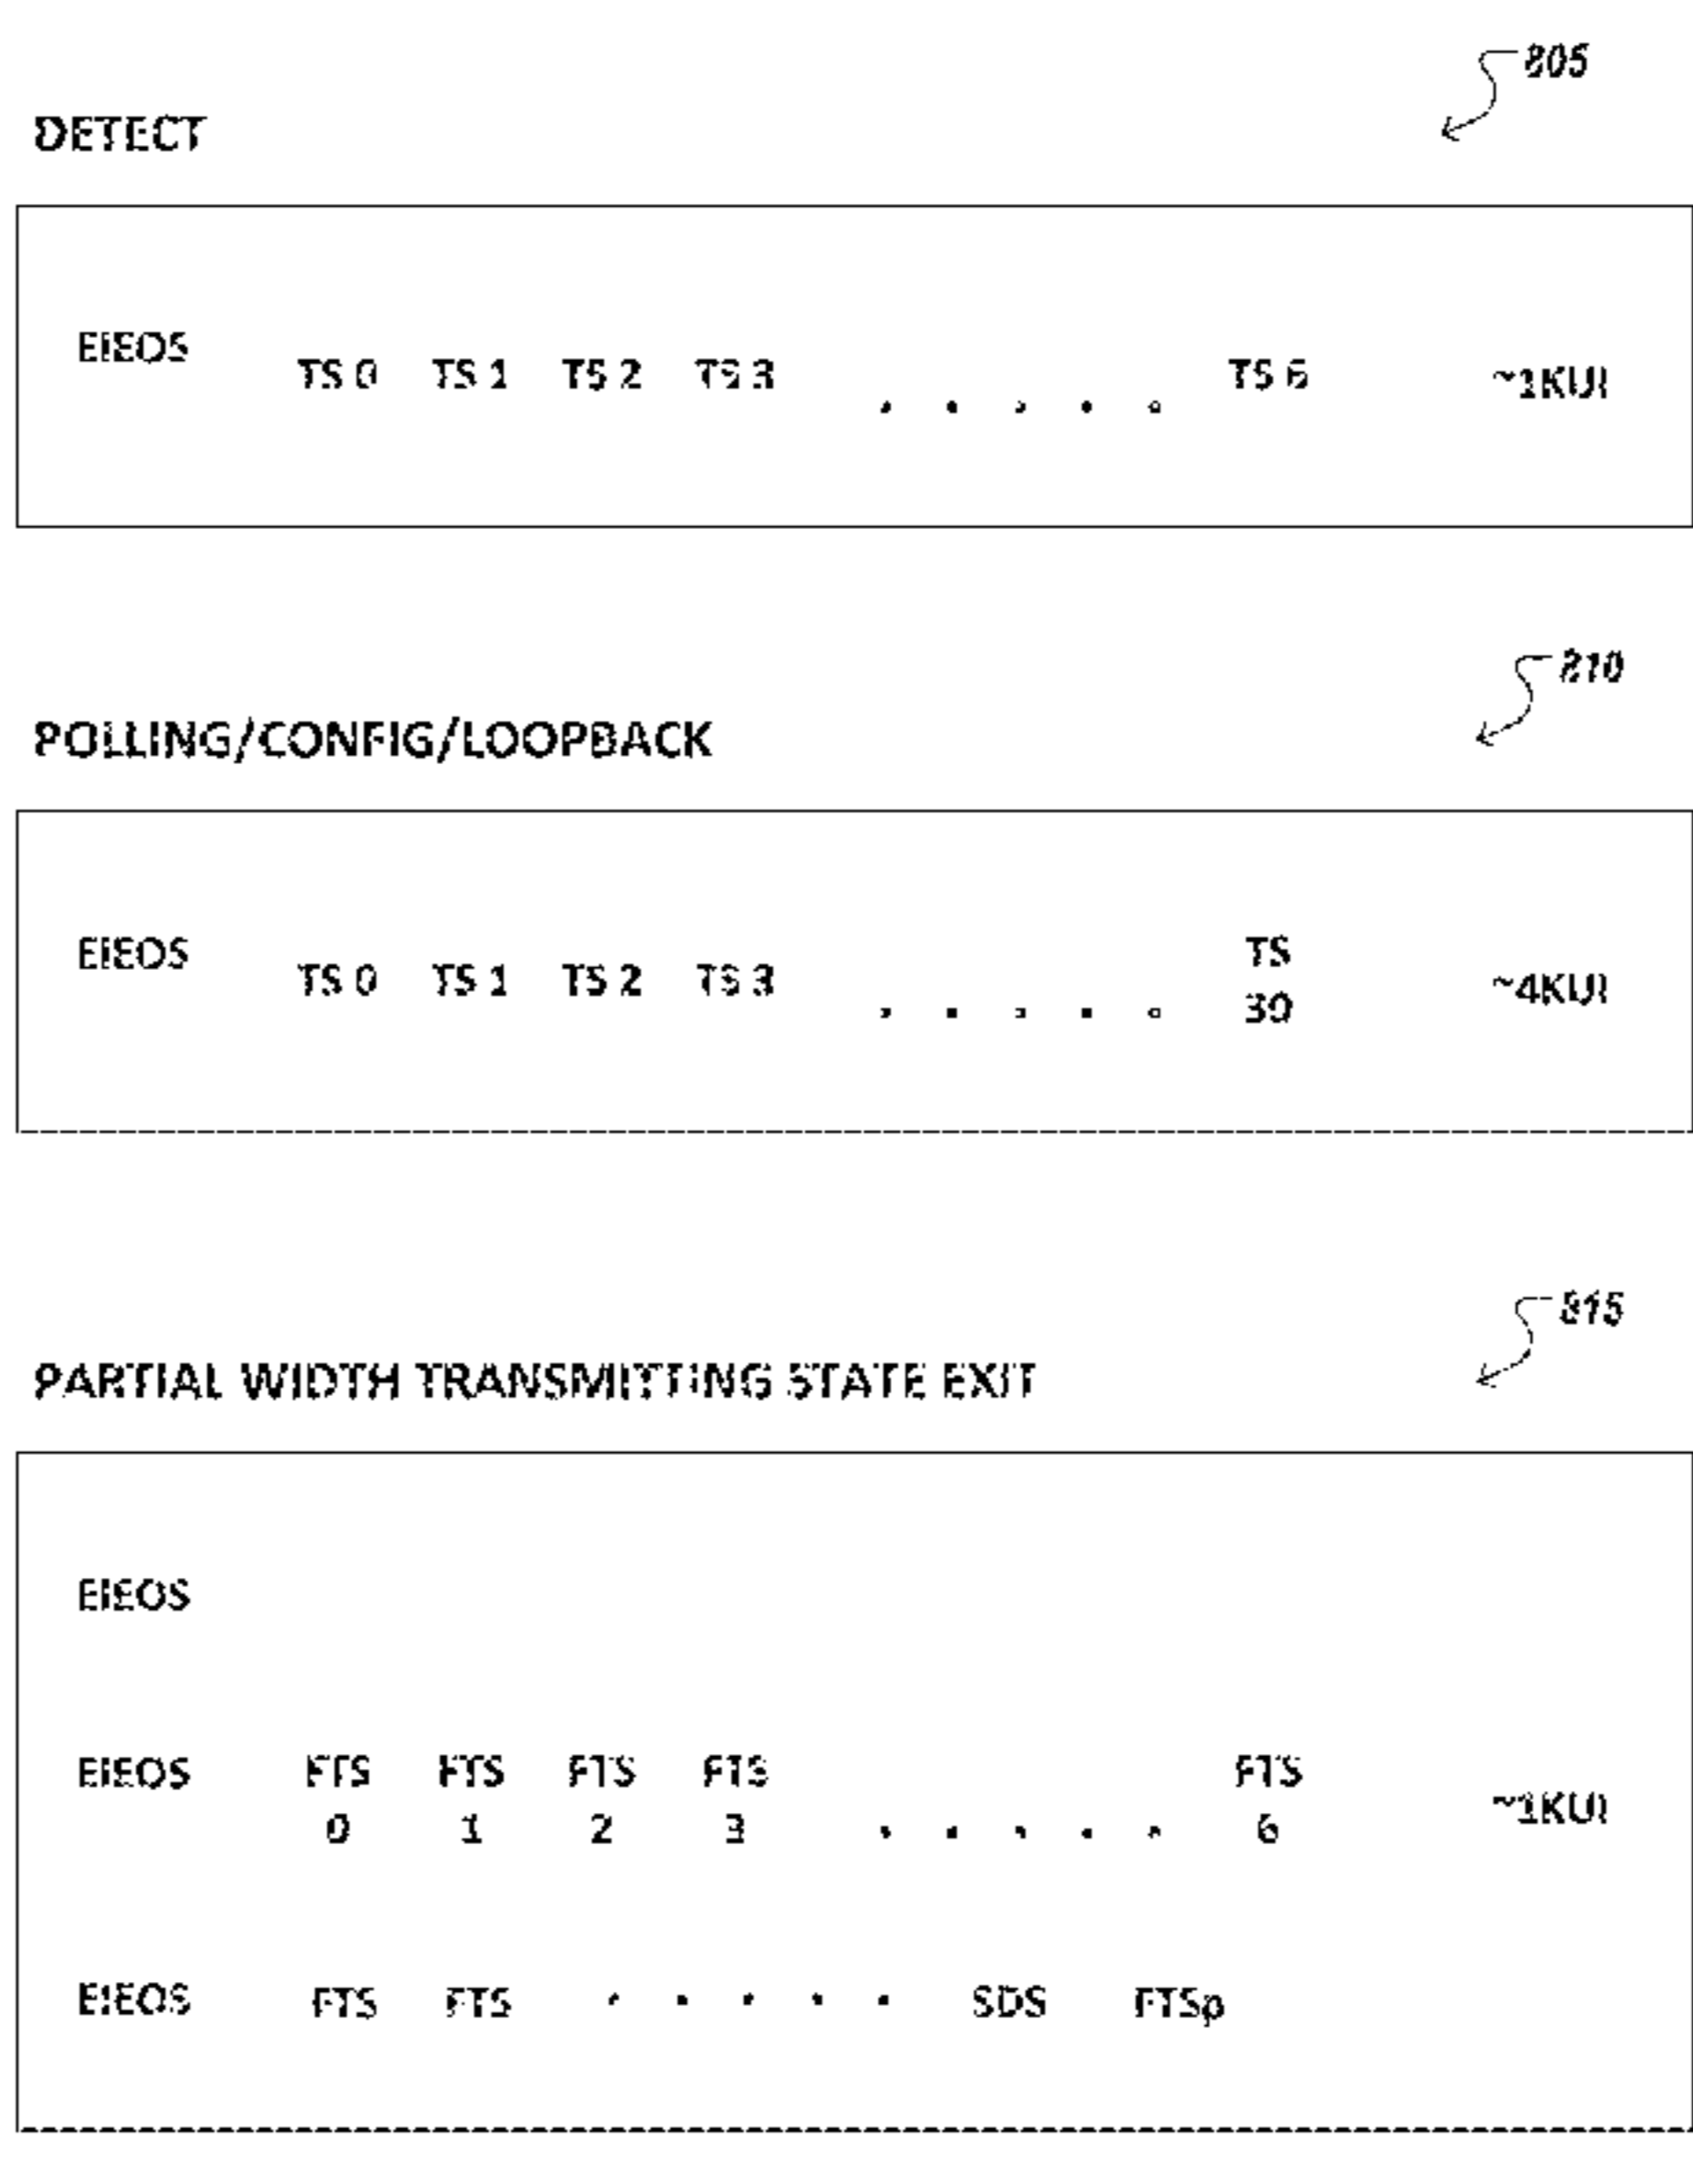 805
DETECT
EIEOS TS 0 TS 1 TS 2 TS 3 . . . . . TS 6 ~1KUI
810
POLLING/CONFIG/LOOPBACK
EIEOS TS 0 TS 1 TS 2 TS 3 . . . . . TS 30 ~4KUI
815
PARTIAL WIDTH TRANSMITTING STATE EXIT
EIEOS
EIEOS FTS 0 FTS 1 FTS 2 FTS 3 . . . . . FTS 6 ~1KUI
EIEOS FTS FTS . . . . . SDS FTSp